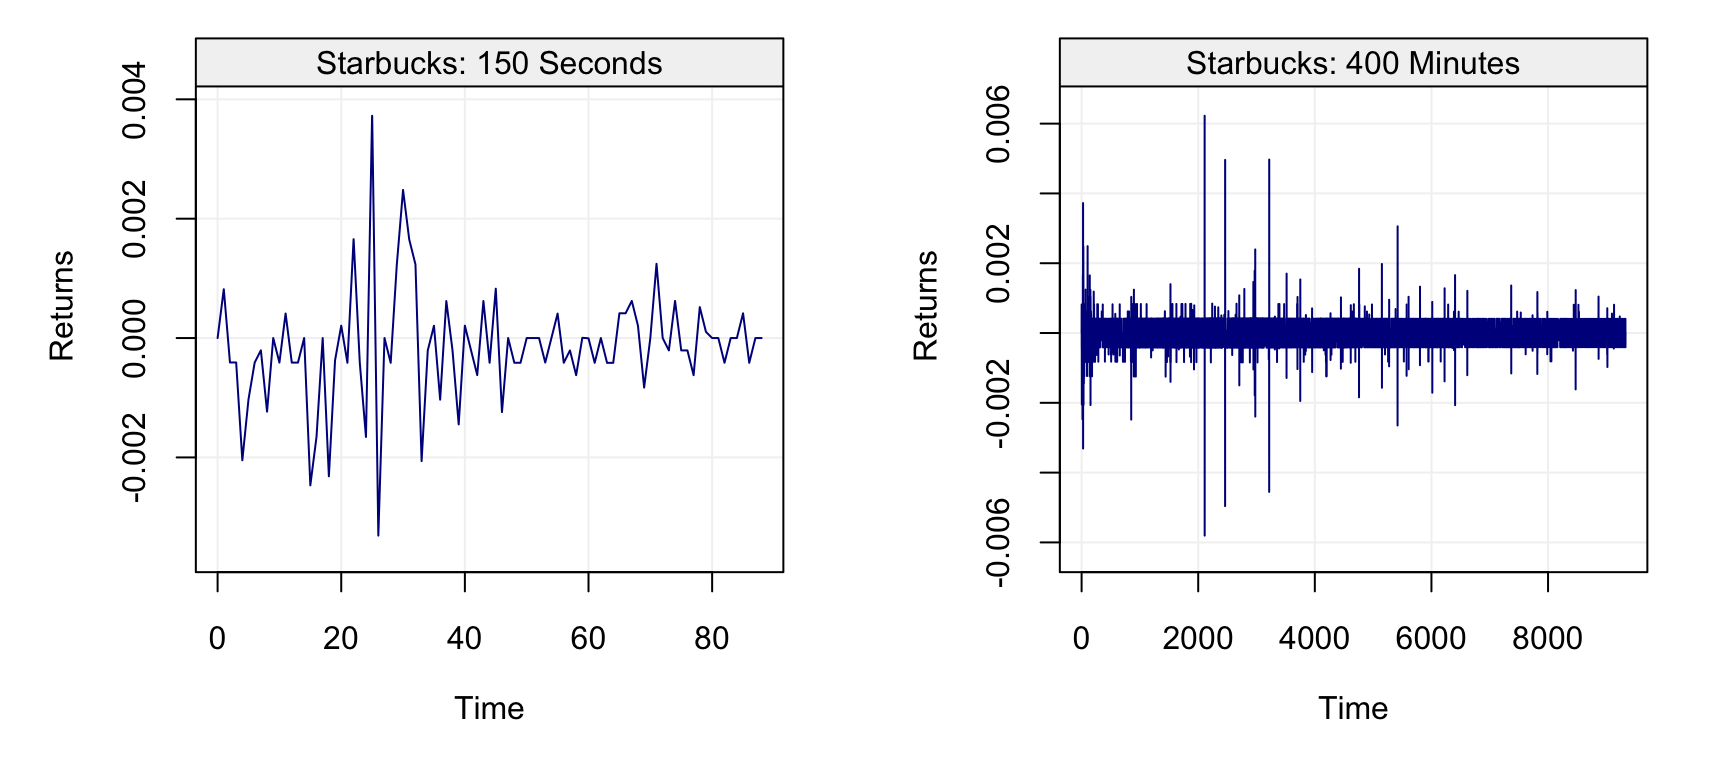 Starbucks: 150 Seconds
Returns
0.004
0.002
0.000
-0.002
0 20 40 60 80
Time
Starbucks: 400 Minutes
Returns
0.006
0.002
-0.002
-0.006
0 2000 4000 6000 8000
Time